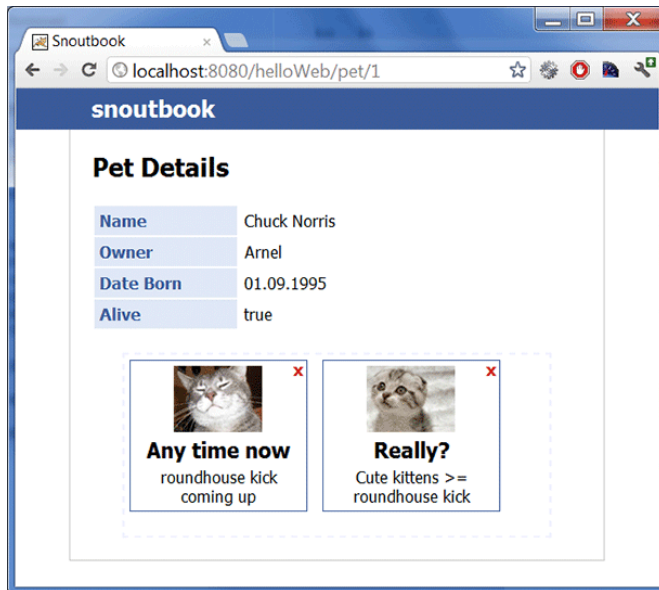 Snoutbook
localhost:8080/helloWeb/pet/1
snoutbook
Pet Details
Name Chuck Norris
Owner Arnel
Date Born 01.09.1995
Alive true
x x
Any time now
roundhouse kick
coming up
Really?
Cute kittens >=
roundhouse kick